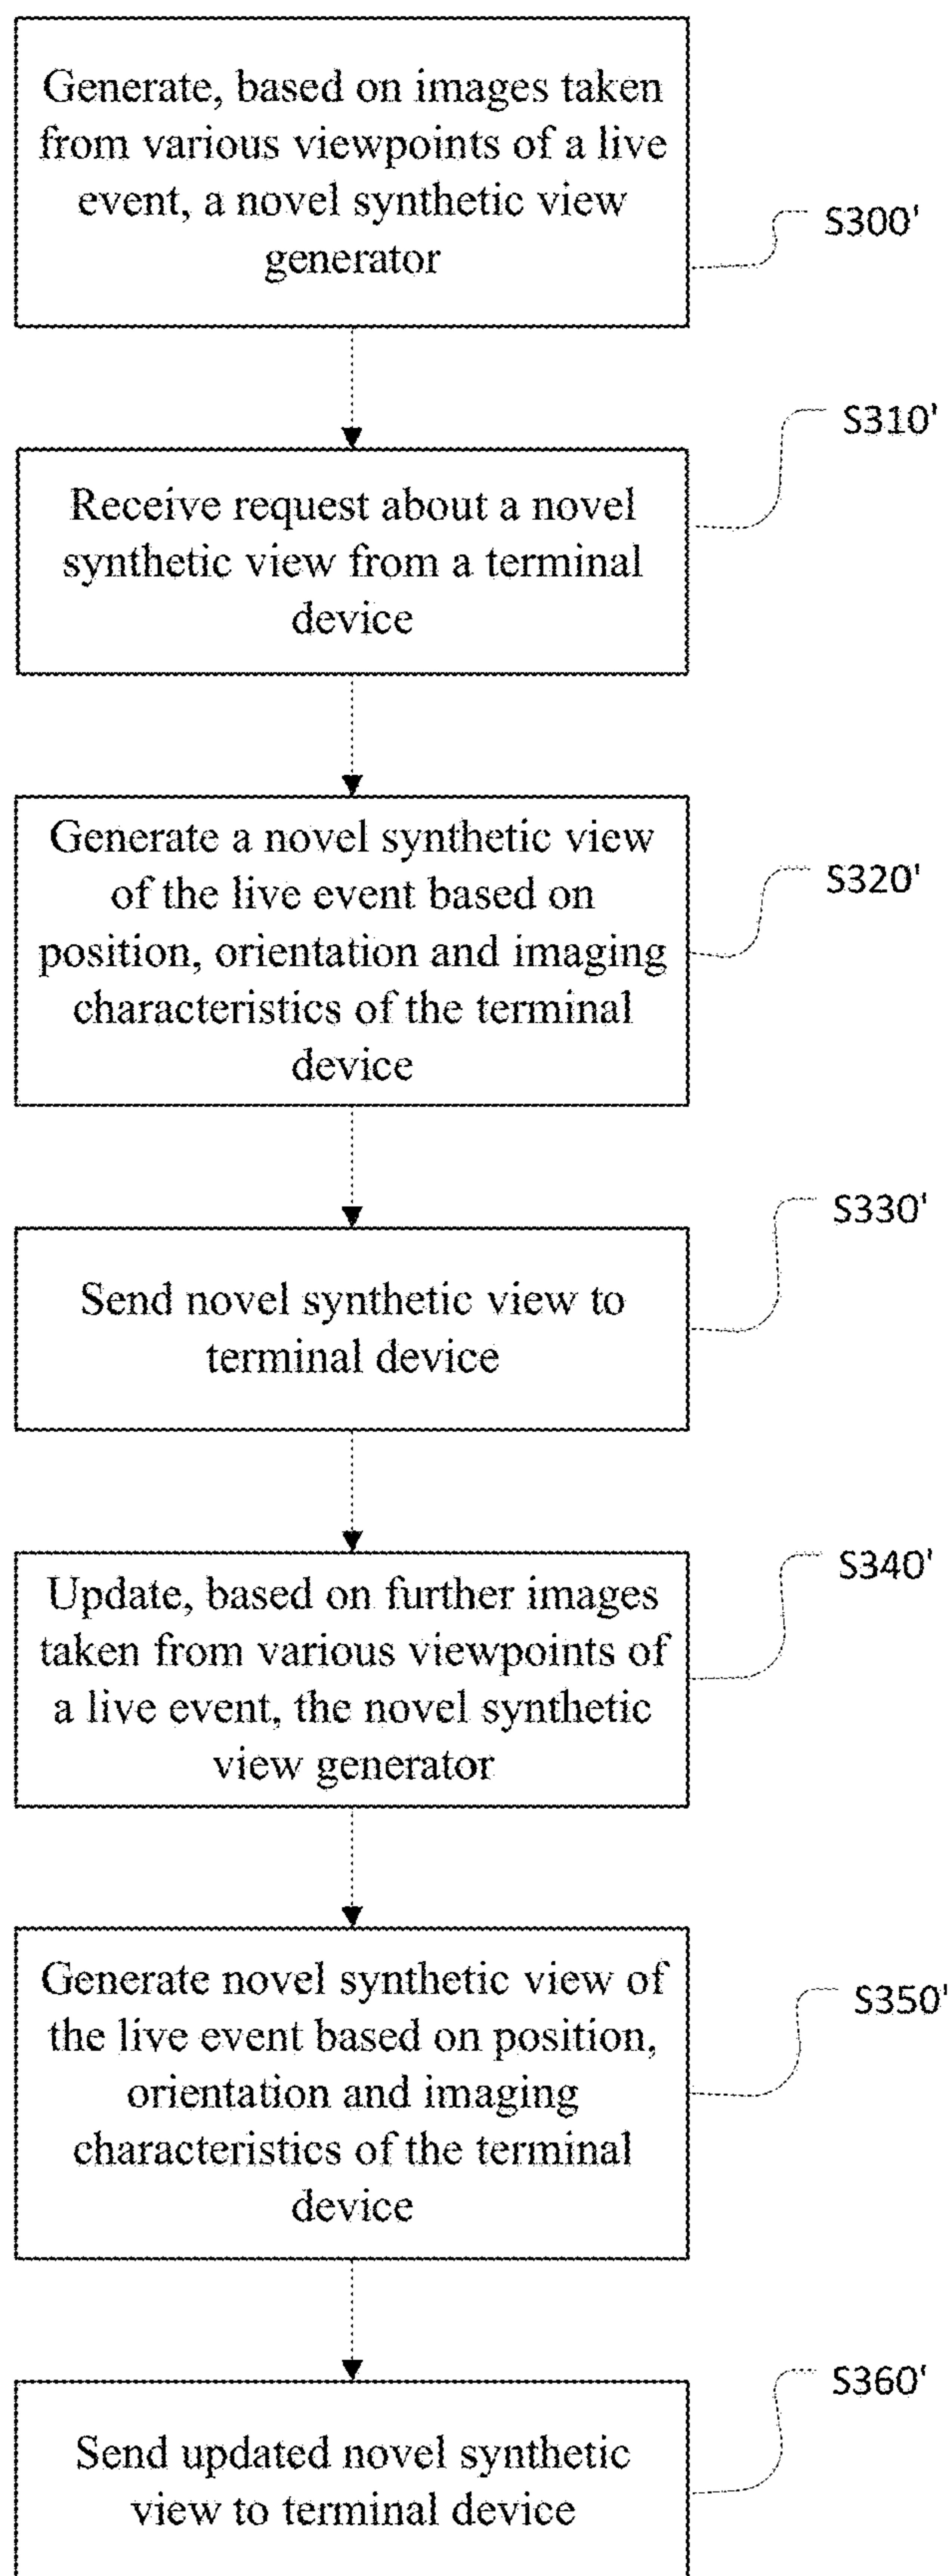 Generate, based on images taken
from various viewpoints of a live
event, a novel synthetic view
generator
S300'
S310'
Receive request about a novel
synthetic view from a terminal
device
Generate a novel synthetic view
of the live event based on
position, orientation and imaging
characteristics of the terminal
device
S320'
S330'
Send novel synthetic view to
terminal device
S340'
Update, based on further images
taken from various viewpoints of
a live event, the novel synthetic
view generator
Generate novel synthetic view of
the live event based on position,
orientation and imaging
characteristics of the terminal
device
S350'
S360'
Send updated novel synthetic
view to terminal device